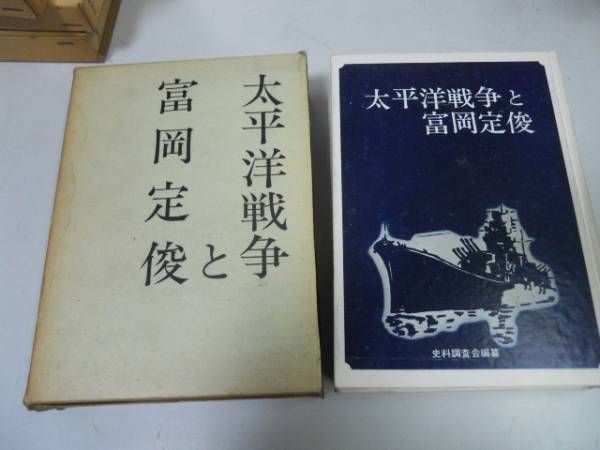 太平洋戦争と
富岡定俊
太平洋戦争と
富岡定俊
史料調査会編纂